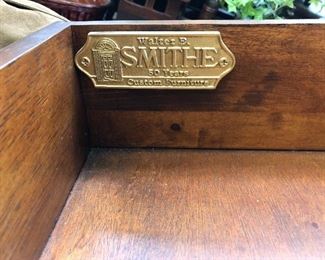 Walter E.
SMITHE
50 Years
Custom Furniture